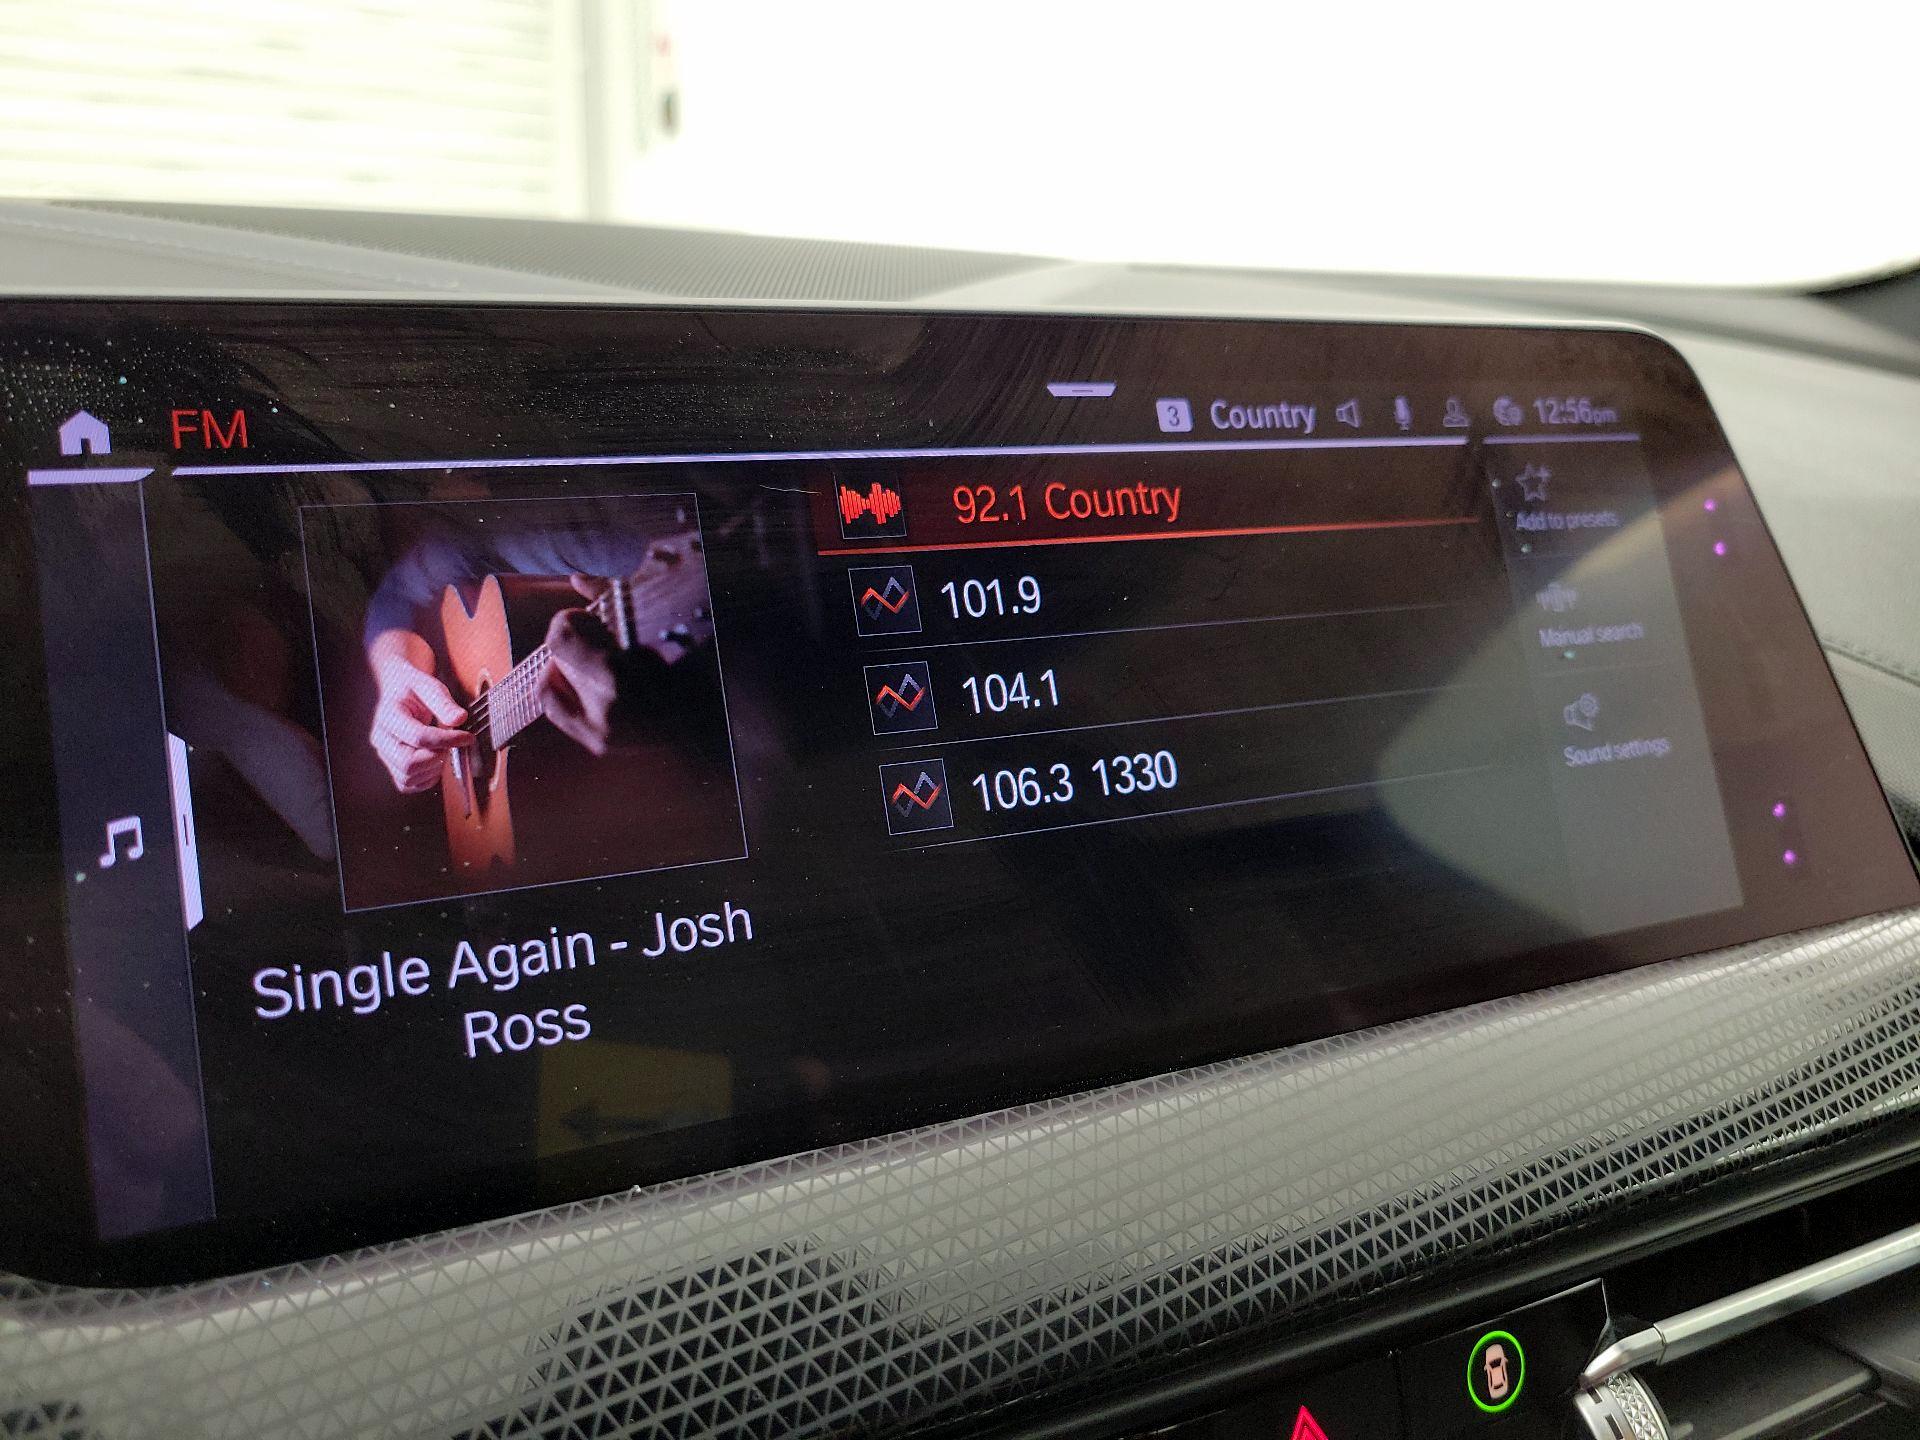 FM
3 Country 12:56pm
92.1 Country
101.9
104.1
106.3 1330
Add to presets
Manual search
Sound settings
Single Again - Josh
Ross